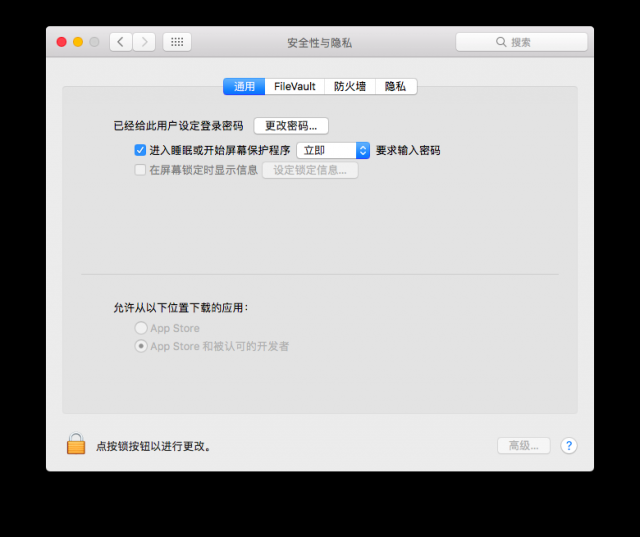 安全性与隐私
搜索
通用 FileVault 防火墙 隐私
已经给此用户设定登录密码 更改密码...
进入睡眠或开始屏幕保护程序 立即 要求输入密码
在屏幕锁定时显示信息 设定锁定信息...
允许从以下位置下载的应用：
App Store
App Store 和被认可的开发者
点按锁按钮以进行更改。 高级... ?